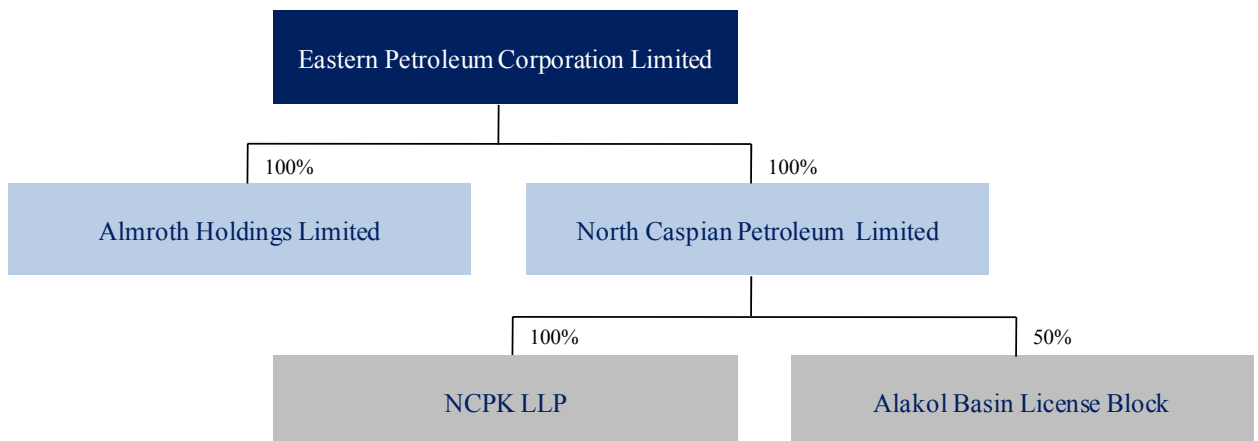 Eastern Petroleum Corporation Limited
100%
100%
Almroth Holdings Limited
North Caspian Petroleum Limited
100%
50%
NCPK LLP
Alakol Basin License Block